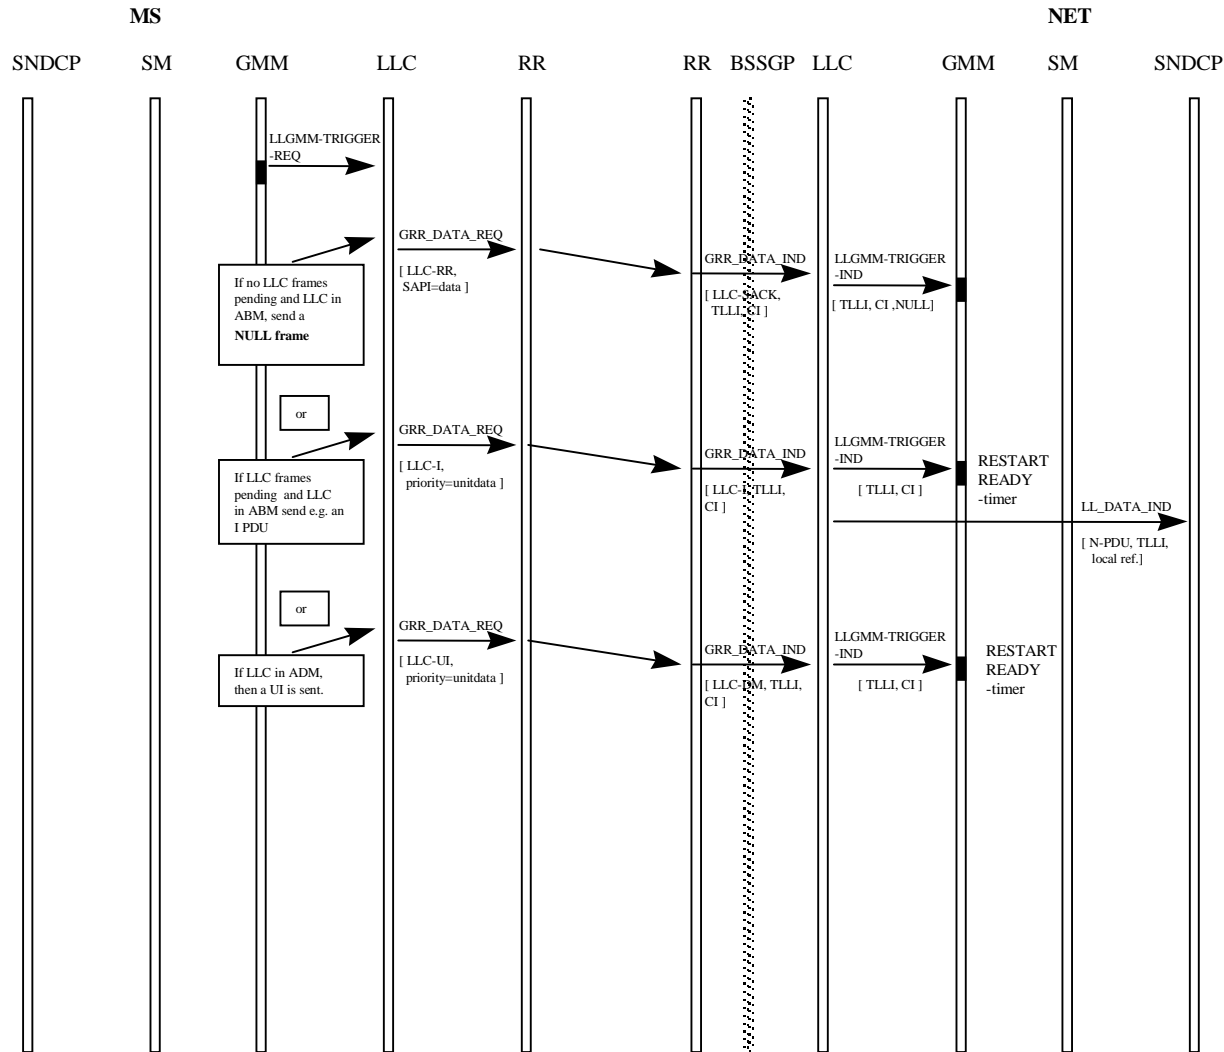 MS NET
SNDCP SM GMM LLC RR RR BSSGP LLC GMM SM SNDCP
LLGMM-TRIGGER
-REQ
GRR_DATA_REQ
[ LLC-RR,
SAPI=data ]
GRR_DATA_IND
[ LLC-SACK,
TLLI, CI ]
LLGMM-TRIGGER
-IND
[ TLLI, CI ,NULL]
If no LLC frames
pending and LLC in
ABM, send a
NULL frame
or
GRR_DATA_REQ
[ LLC-I,
priority=unitdata ]
GRR_DATA_IND
[ LLC-I, TLLI,
CI ]
LLGMM-TRIGGER
-IND
[ TLLI, CI ]
RESTART
READY
-timer
If LLC frames
pending and LLC
in ABM send e.g. an
I PDU
LL_DATA_IND
[ N-PDU, TLLI,
local ref.]
or
GRR_DATA_REQ
[ LLC-UI,
priority=unitdata ]
GRR_DATA_IND
[ LLC-DM, TLLI,
CI ]
LLGMM-TRIGGER
-IND
[ TLLI, CI ]
RESTART
READY
-timer
If LLC in ADM,
then a UI is sent.